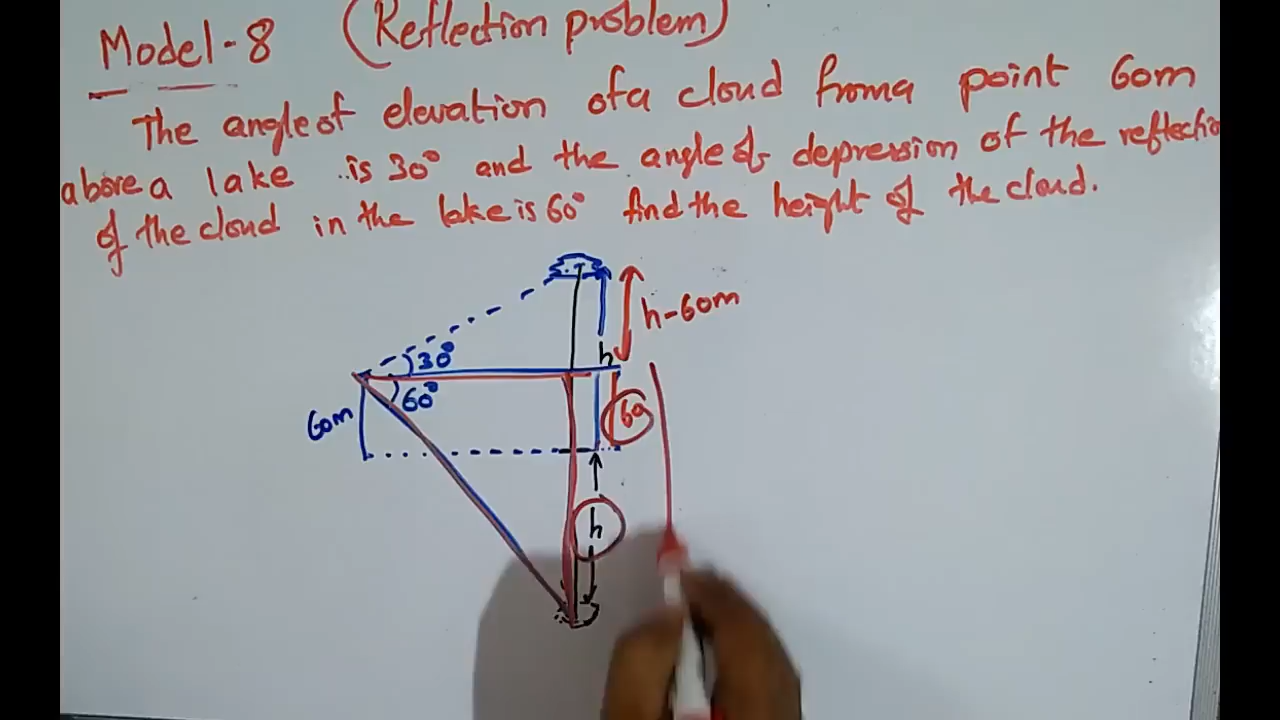 Model-8 (Reflection problem)
The angle of elevation of a cloud from a point 60m
above a lake is 30° and the angle of depression of the reflectio
of the cloud in the lake is 60° find the height of the cloud.
h-60m
30°
h
60°
60m
60
h